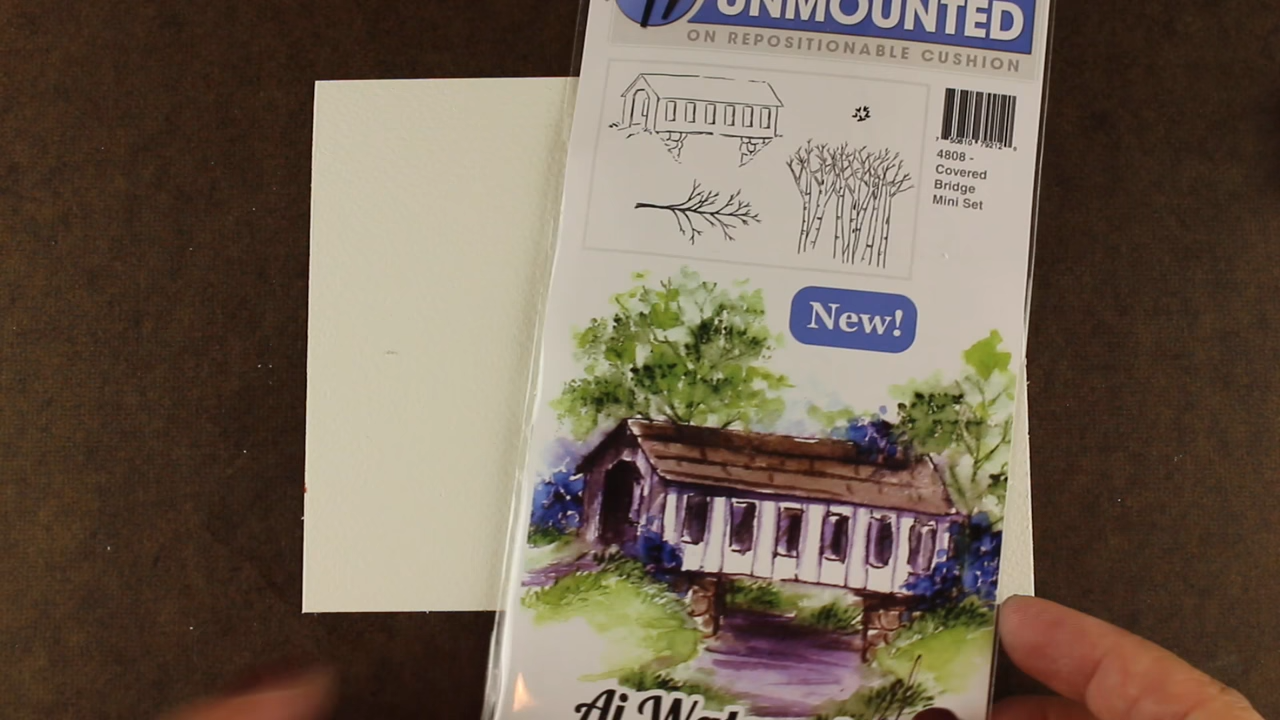 UNMOUNTED
ON REPOSITIONABLE CUSHION
4808 -
Covered
Bridge
Mini Set
New!